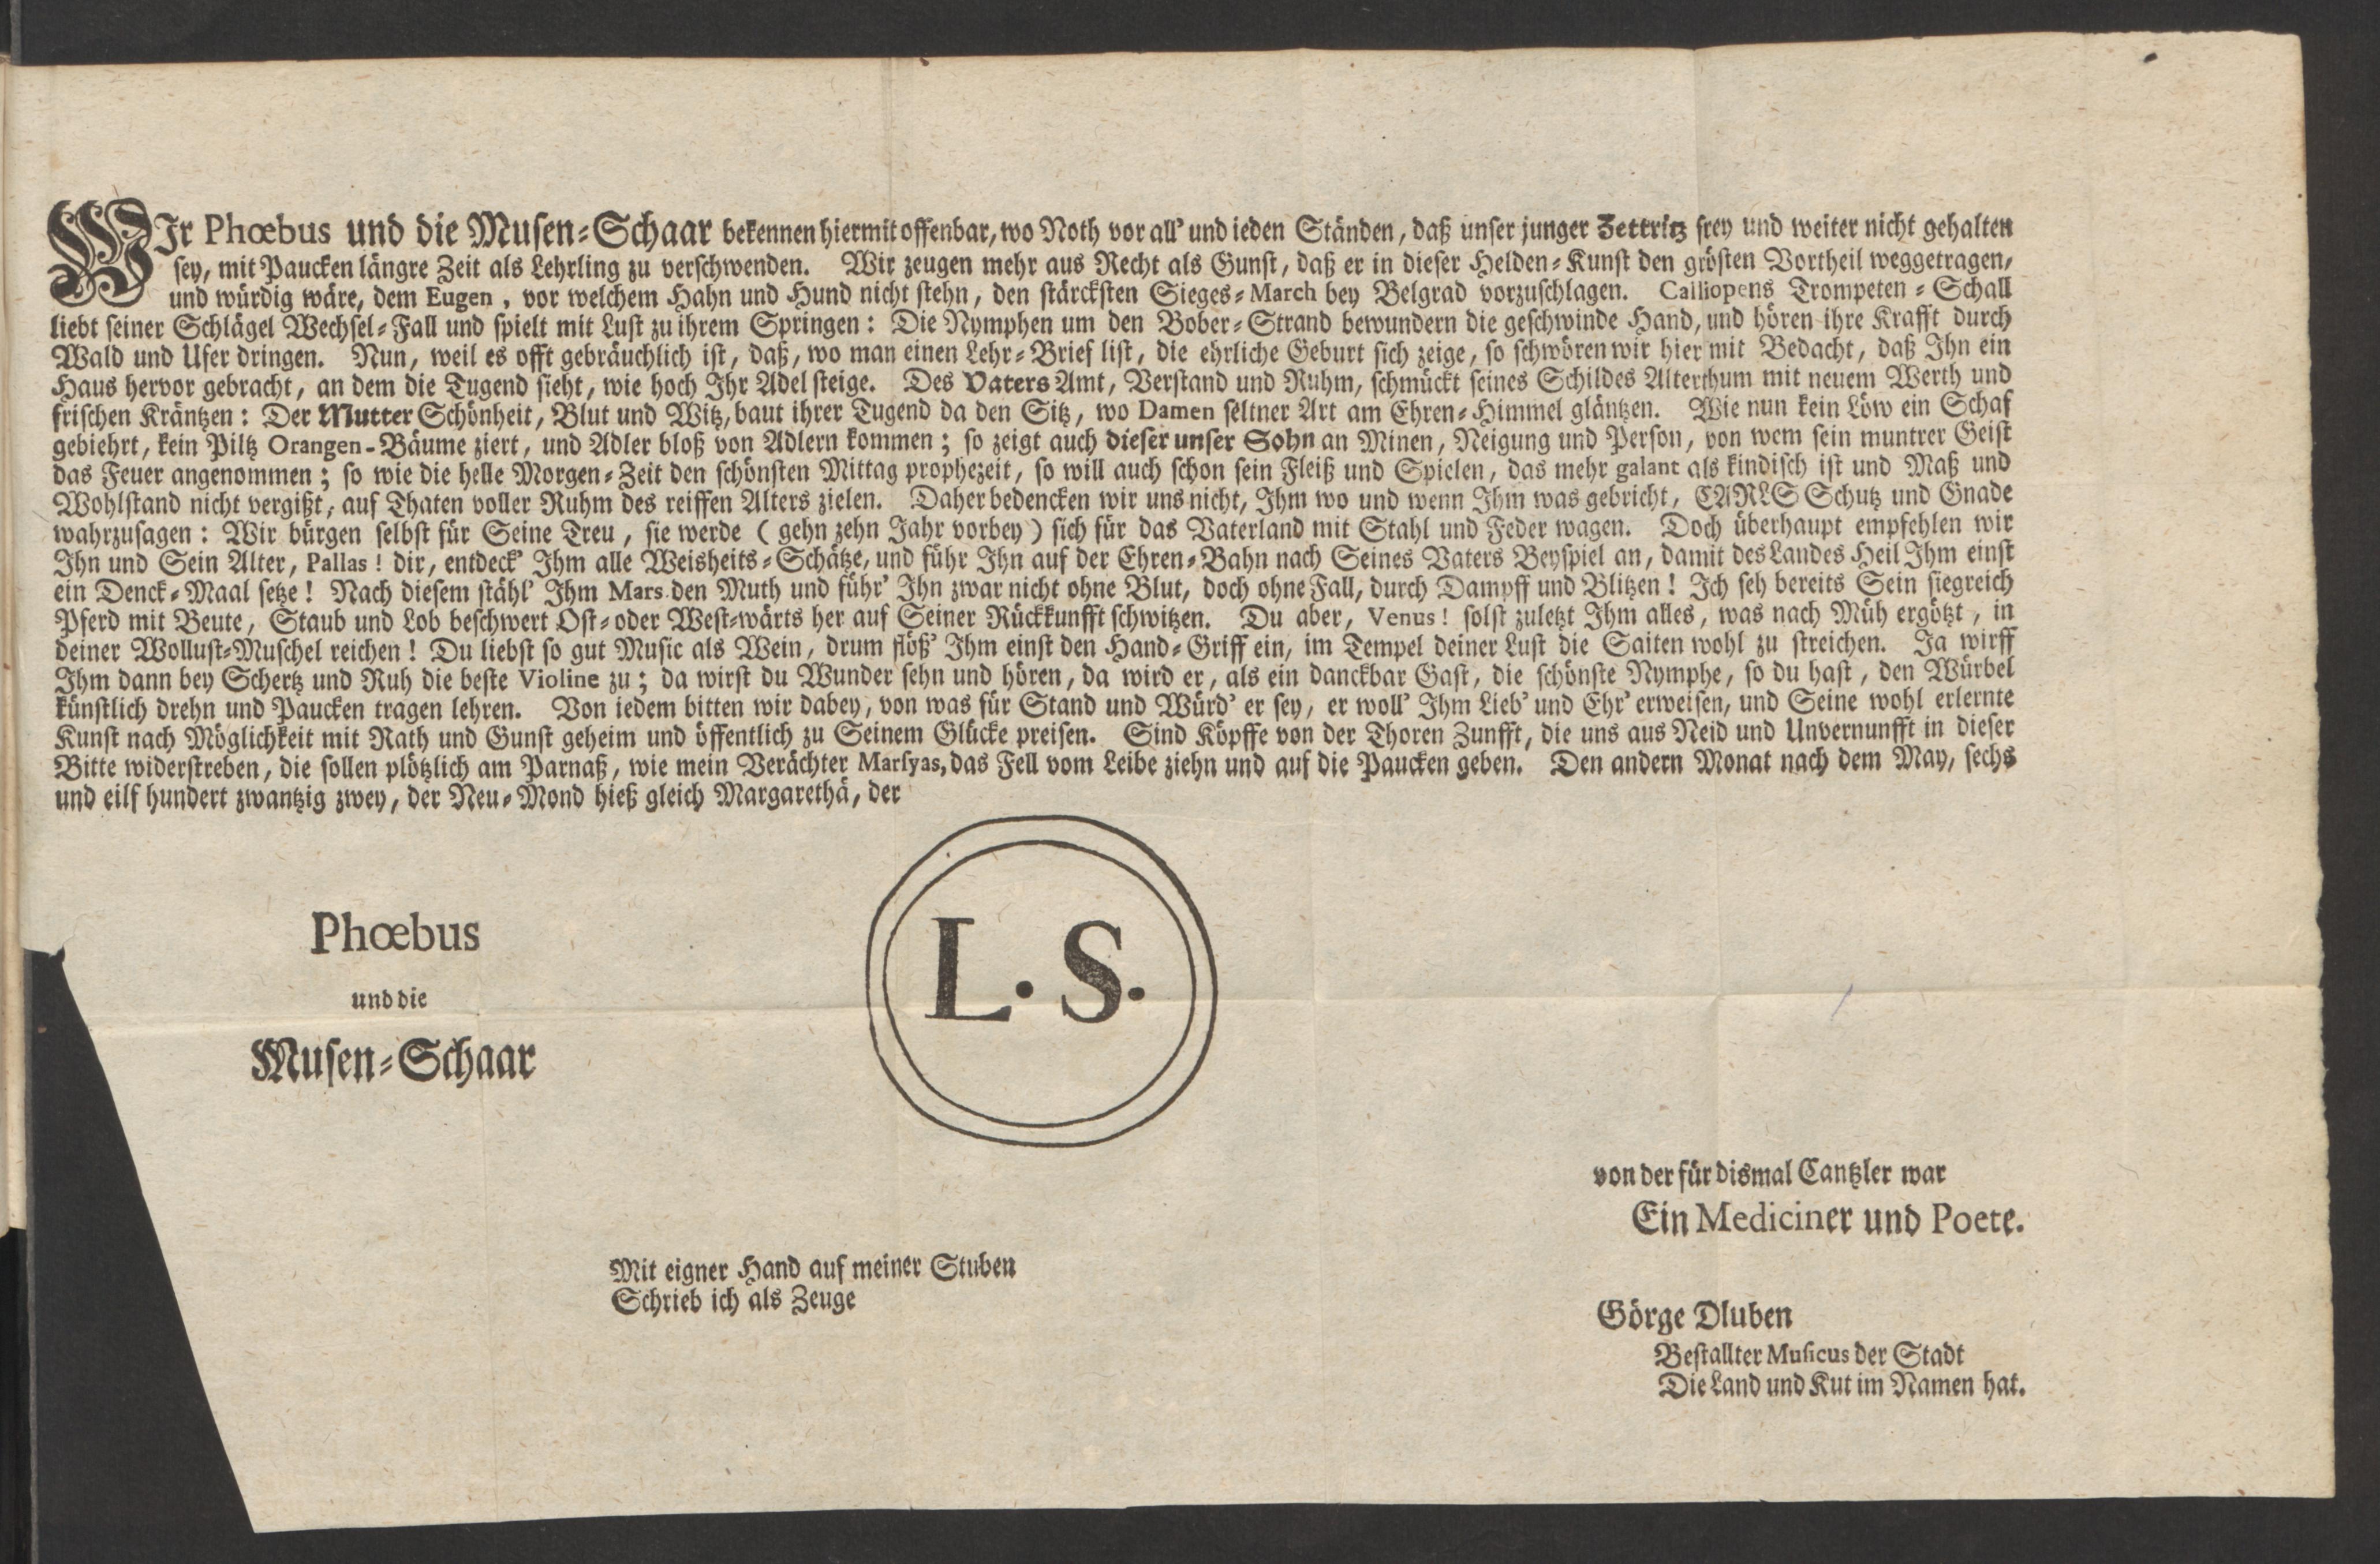 WIr Phœbus und die Musen-Schaar bekennen hiermit offenbar, wo Noth vor all' und ieden Ständen, daß unser junger Zettritz frey und weiter nicht gehalten
sey, mit Paucken längre Zeit als Lehrling zu verschwenden. Wir zeugen mehr aus Recht als Gunst, daß er in dieser Helden-Kunst den grösten Vortheil weggetragen,
und würdig wäre, dem Eugen, vor welchem Hahn und Hund nicht stehn, den stärcksten Sieges-March bey Belgrad vorzuschlagen. Calliopens Trompeten-Schall
liebt seiner Schlägel Wechsel-Fall und spielt mit Lust zu ihrem Springen: Die Nymphen um den Bober-Strand bewundern die geschwinde Hand, und hören ihre Krafft durch
Wald und Ufer dringen. Nun, weil es offt gebräuchlich ist, daß, wo man einen Lehr-Brief list, die ehrliche Geburt sich zeige, so schwören wir hier mit Bedacht, daß Ihn ein
Haus hervor gebracht, an dem die Tugend sieht, wie hoch Ihr Adel steige. Des Vaters Amt, Verstand und Ruhm, schmückt seines Schildes Alterthum mit neuem Werth und
frischen Kräntzen: Der Mutter Schönheit, Blut und Witz, baut ihrer Tugend da den Sitz, wo Damen seltner Art am Ehren-Himmel gläntzen. Wie nun kein Löw ein Schaf
gebiehrt, kein Piltz Orangen-Bäume ziert, und Adler bloß von Adlern kommen; so zeigt auch dieser unser Sohn an Minen, Neigung und Person, von wem sein muntrer Geist
das Feuer angenommen; so wie die helle Morgen-Zeit den schönsten Mittag prophezeit, so will auch schon sein Fleiß und Spielen, das mehr galant als kindisch ist und Maß und
Wohlstand nicht vergißt, auf Thaten voller Ruhm des reiffen Alters zielen. Daher bedencken wir uns nicht, Ihm wo und wenn Ihm was gebricht, CARLS Schutz und Gnade
wahrzusagen: Wir bürgen selbst für Seine Treu, sie werde (gehn zehn Jahr vorbey) sich für das Vaterland mit Stahl und Feder wagen. Doch überhaupt empfehlen wir
Ihn und Sein Alter, Pallas! dir, entdeck' Ihm alle Weisheits-Schätze, und führ Ihn auf der Ehren-Bahn nach Seines Vaters Beyspiel an, damit des Landes Heil Ihm einst
ein Denck-Maal setze! Nach diesem stähl' Ihm Mars den Muth und führ' Ihn zwar nicht ohne Blut, doch ohne Fall, durch Dampff und Blitzen! Ich seh bereits Sein siegreich
Pferd mit Beute, Staub und Lob beschwert Ost- oder West-wärts her auf Seiner Rückkunfft schwitzen. Du aber, Venus! solst zuletzt Ihm alles, was nach Müh ergötzt, in
deiner Wollust-Muschel reichen! Du liebst so gut Music als Wein, drum flöß' Ihm einst den Hand-Griff ein, im Tempel deiner Lust die Saiten wohl zu streichen. Ja wirff
Ihm dann bey Schertz und Ruh die beste Violine zu; da wirst du Wunder sehn und hören, da wird er, als ein danckbar Gast, die schönste Nymphe, so du hast, den Würbel
künstlich drehn und Paucken tragen lehren. Von iedem bitten wir dabey, von was für Stand und Würd' er sey, er woll' Ihm Lieb' und Ehr' erweisen, und Seine wohl erlernte
Kunst nach Möglichkeit mit Rath und Gunst geheim und öffentlich zu Seinem Glücke preisen. Sind Köpffe von der Thoren Zunfft, die uns aus Neid und Unvernunfft in dieser
Bitte widerstreben, die sollen plötzlich am Parnaß, wie mein Verächter Marsyas, das Fell vom Leibe ziehn und auf die Paucken geben. Den andern Monat nach dem May, sechs
und eilf hundert zwantzig zwey, der Neu-Mond hieß gleich Margarethä, der
Phœbus
und die
Musen-Schaar
L. S.
von der für dismal Cantzler war
Ein Mediciner und Poete.
Mit eigner Hand auf meiner Stuben
Schrieb ich als Zeuge
Görge Dluben
Bestallter Musicus der Stadt
Die Land und Kut im Namen hat.